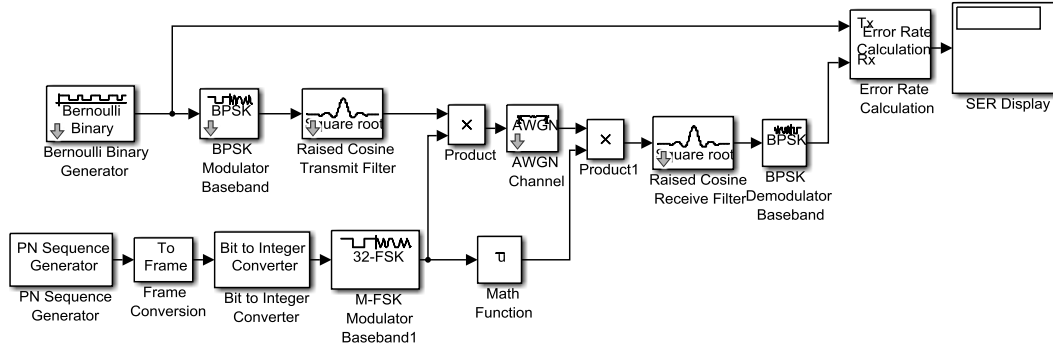 Tx
Error Rate
Calculation
Rx
Error Rate
Calculation
SER Display
Bernoulli
Binary
Bernoulli Binary
Generator
BPSK
BPSK
Modulator
Baseband
Square root
Raised Cosine
Transmit Filter
×
Product
AWGN
AWGN
Channel
×
Product1
Square root
Raised Cosine
Receive Filter
BPSK
BPSK
Demodulator
Baseband
PN Sequence
Generator
PN Sequence
Generator
To
Frame
Frame
Conversion
Bit to Integer
Converter
Bit to Integer
Converter
32-FSK
M-FSK
Modulator
Baseband1
Math
Function